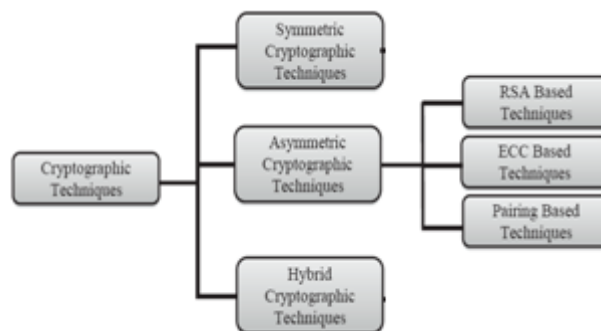 Symmetric
Cryptographic
Techniques
RSA Based
Techniques
Asymmetric
Cryptographic
Techniques
ECC Based
Techniques
Cryptographic
Techniques
Pairing Based
Techniques
Hybrid
Cryptographic
Techniques